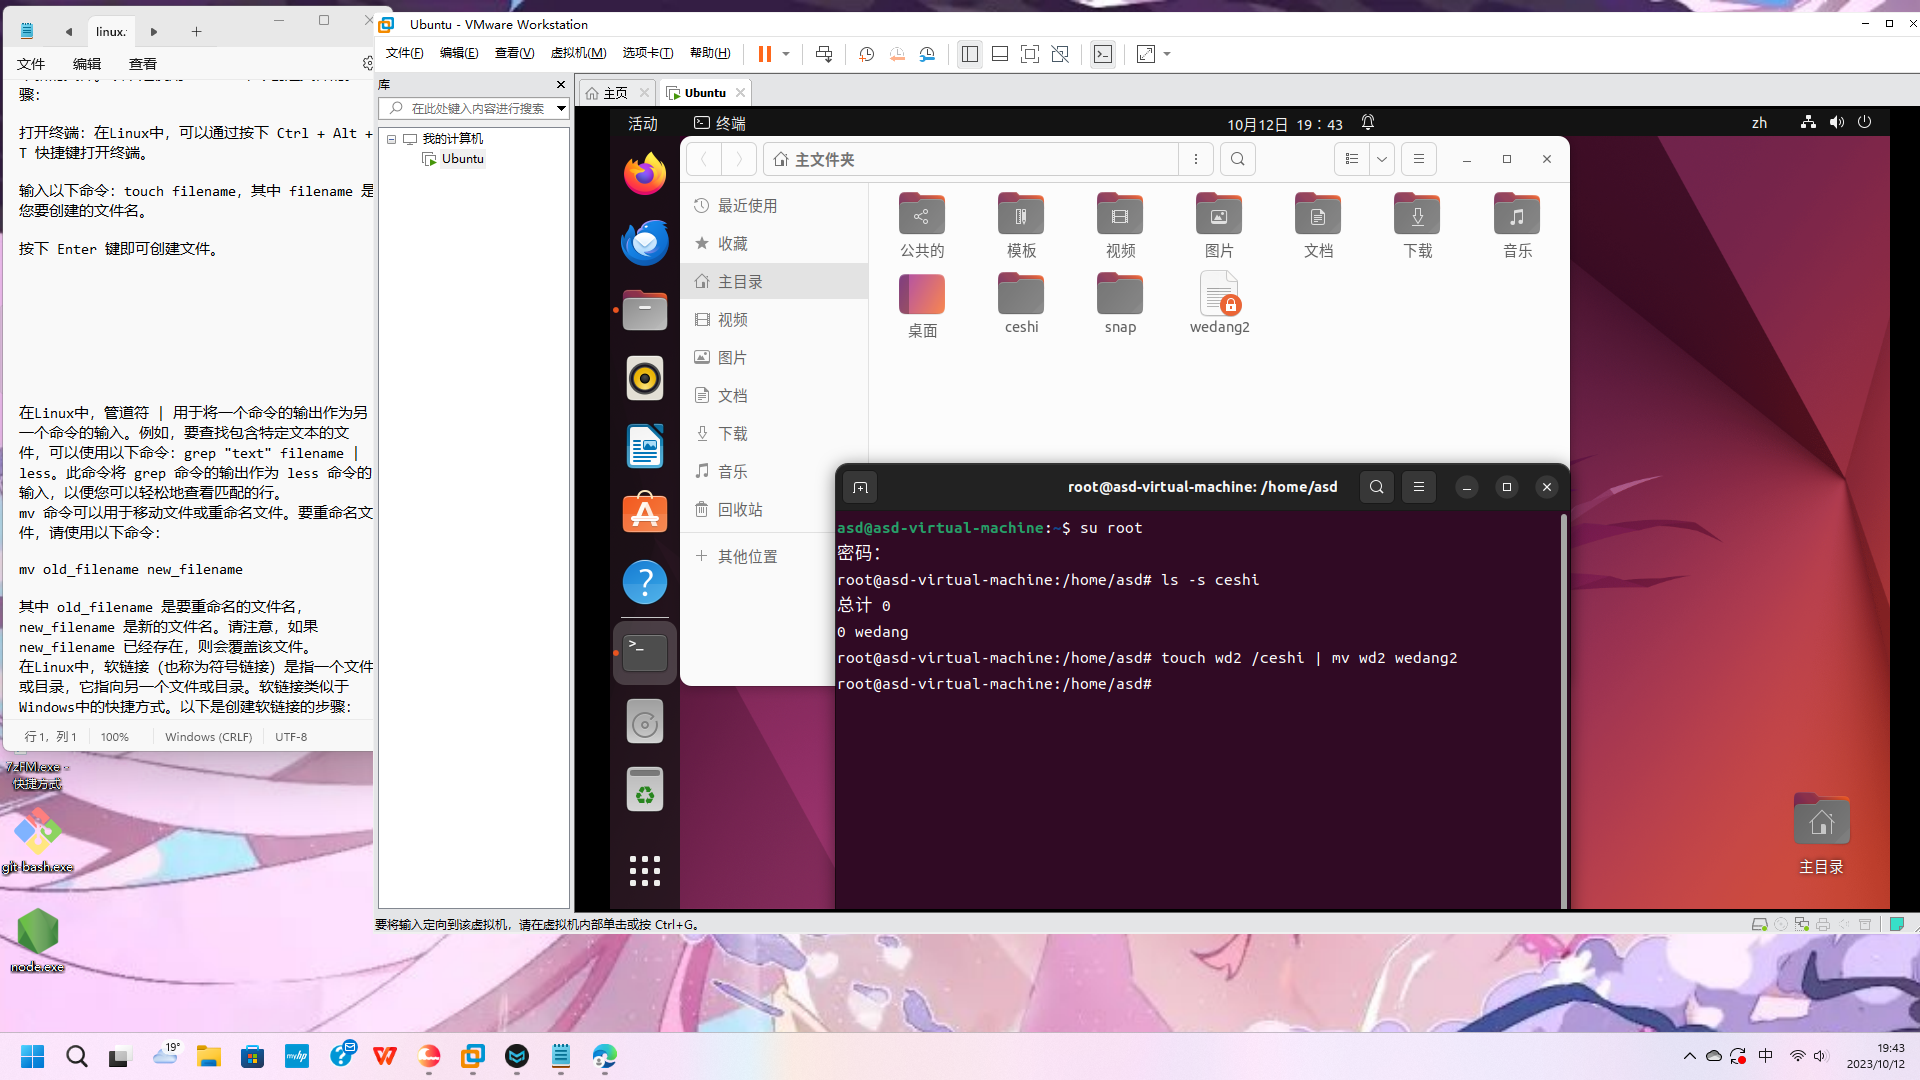 linux.
文件 编辑 查看
骤：
打开终端：在Linux中，可以通过按下 Ctrl + Alt +
T 快捷键打开终端。
输入以下命令：touch filename，其中 filename 是
您要创建的文件名。
按下 Enter 键即可创建文件。
在Linux中，管道符 | 用于将一个命令的输出作为另
一个命令的输入。例如，要查找包含特定文本的文
件，可以使用以下命令：grep "text" filename |
less。此命令将 grep 命令的输出作为 less 命令的
输入，以便您可以轻松地查看匹配的行。
mv 命令可以用于移动文件或重命名文件。要重命名文
件，请使用以下命令：
mv old_filename new_filename
其中 old_filename 是要重命名的文件名，
new_filename 是新的文件名。请注意，如果
new_filename 已经存在，则会覆盖该文件。
在Linux中，软链接（也称为符号链接）是指一个文件
或目录，它指向另一个文件或目录。软链接类似于
Windows中的快捷方式。以下是创建软链接的步骤：
行 1，列 1 100% Windows (CRLF) UTF-8
7zFM.exe -
快捷方式
git-bash.exe
node.exe
Ubuntu - VMware Workstation
文件(F) 编辑(E) 查看(V) 虚拟机(M) 选项卡(T) 帮助(H)
库
在此处键入内容进行搜索
我的计算机
Ubuntu
主页 Ubuntu
活动 终端 10月12日 19：43 zh
主文件夹
最近使用
收藏
主目录
视频
图片
文档
下载
音乐
回收站
其他位置
公共的 模板 视频 图片 文档 下载 音乐
桌面 ceshi snap wedang2
root@asd-virtual-machine: /home/asd
asd@asd-virtual-machine:~$ su root
密码：
root@asd-virtual-machine:/home/asd# ls -s ceshi
总计 0
0 wedang
root@asd-virtual-machine:/home/asd# touch wd2 /ceshi | mv wd2 wedang2
root@asd-virtual-machine:/home/asd#
主目录
要将输入定向到该虚拟机，请在虚拟机内部单击或按 Ctrl+G。
19°
myhp
中
19:43
2023/10/12